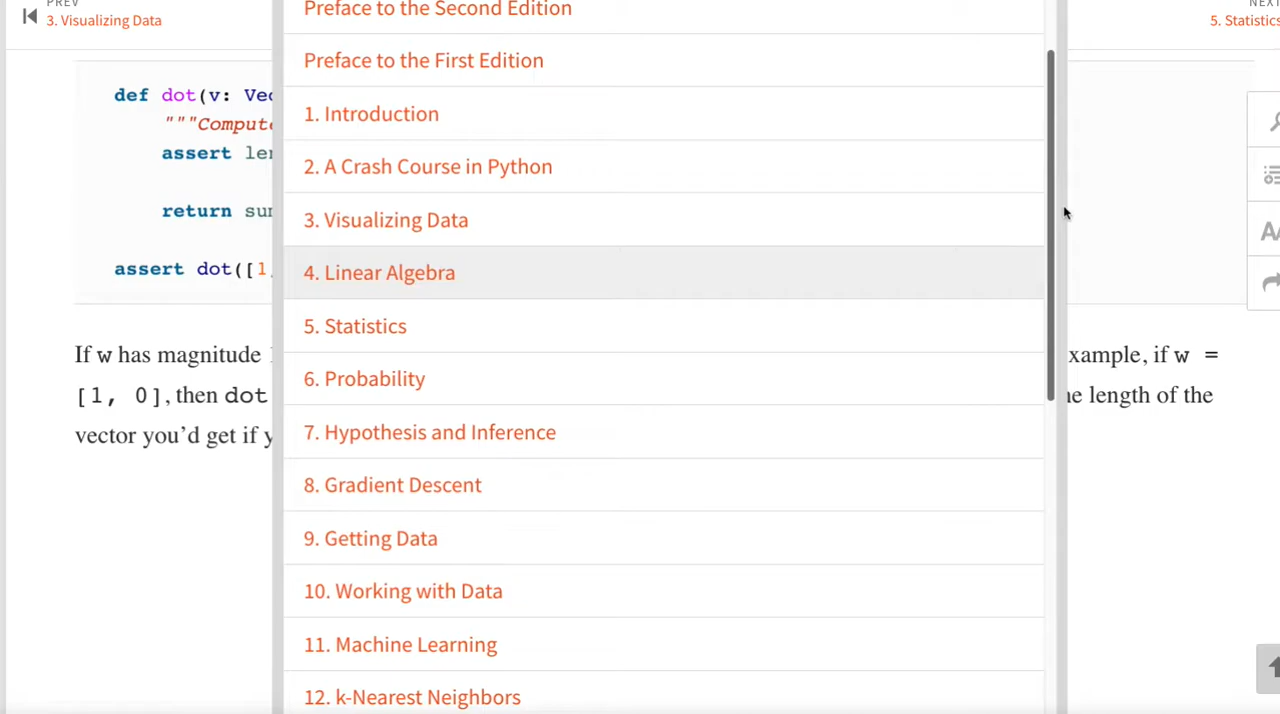 PREV
3. Visualizing Data
NEXT
5. Statistics
Preface to the Second Edition
Preface to the First Edition
1. Introduction
2. A Crash Course in Python
3. Visualizing Data
4. Linear Algebra
5. Statistics
6. Probability
7. Hypothesis and Inference
8. Gradient Descent
9. Getting Data
10. Working with Data
11. Machine Learning
12. k-Nearest Neighbors
def dot(v: Vec
"""Compute
assert len
return sum
assert dot([1,
If w has magnitude
xample, if w =
[1, 0], then dot
length of the
vector you’d get if y